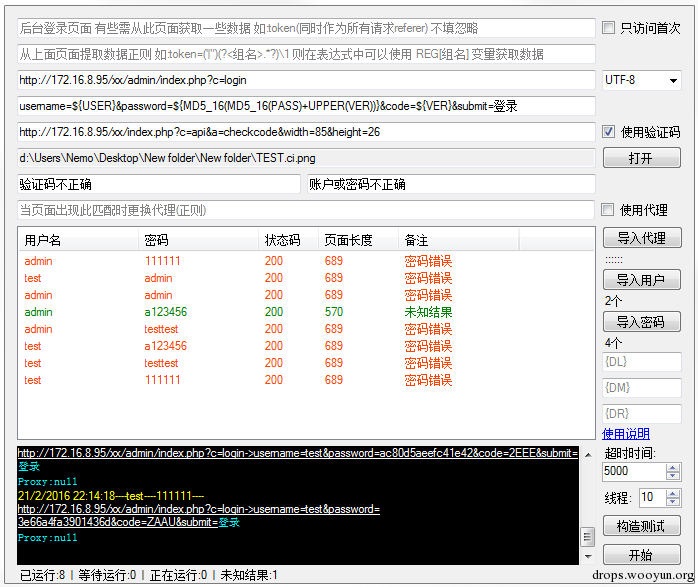 后台登录页面 有些需从此页面获取一些数据 如:token(同时作为所有请求referer) 不填忽略
只访问首次
从上面页面提取数据正则 如:token=('|")(?<组名>.*?)\1 则在表达式中可以使用 REG[组名] 变量获取数据
http://172.16.8.95/xx/admin/index.php?c=login
UTF-8
username=${USER}&password=${MD5_16(MD5_16(PASS)+UPPER(VER))}&code=${VER}&submit=登录
http://172.16.8.95/xx/index.php?c=api&a=checkcode&width=85&height=26
使用验证码
d:\Users\Nemo\Desktop\New folder\New folder\TEST.ci.png
打开
验证码不正确
账户或密码不正确
当页面出现此匹配时更换代理(正则)
使用代理
用户名 密码 状态码 页面长度 备注
admin 111111 200 689 密码错误
test admin 200 689 密码错误
admin admin 200 689 密码错误
admin a123456 200 570 未知结果
admin testtest 200 689 密码错误
test a123456 200 689 密码错误
test testtest 200 689 密码错误
test 111111 200 689 密码错误
导入代理
::::::
导入用户
2个
导入密码
4个
{DL}
{DM}
{DR}
使用说明
超时时间:
5000
线程: 10
构造测试
开始
http://172.16.8.95/xx/admin/index.php?c=login->username=test&password=ac80d5aeefc41e42&code=2EEE&submit=
登录
Proxy:null
21/2/2016 22:14:18---test----111111----
http://172.16.8.95/xx/admin/index.php?c=login->username=test&password=
3e66a4fa3901436d&code=ZAAU&submit=登录
Proxy:null
已运行:8 | 等待运行:0 | 正在运行:0 | 未知结果:1
drops.wooyun.org